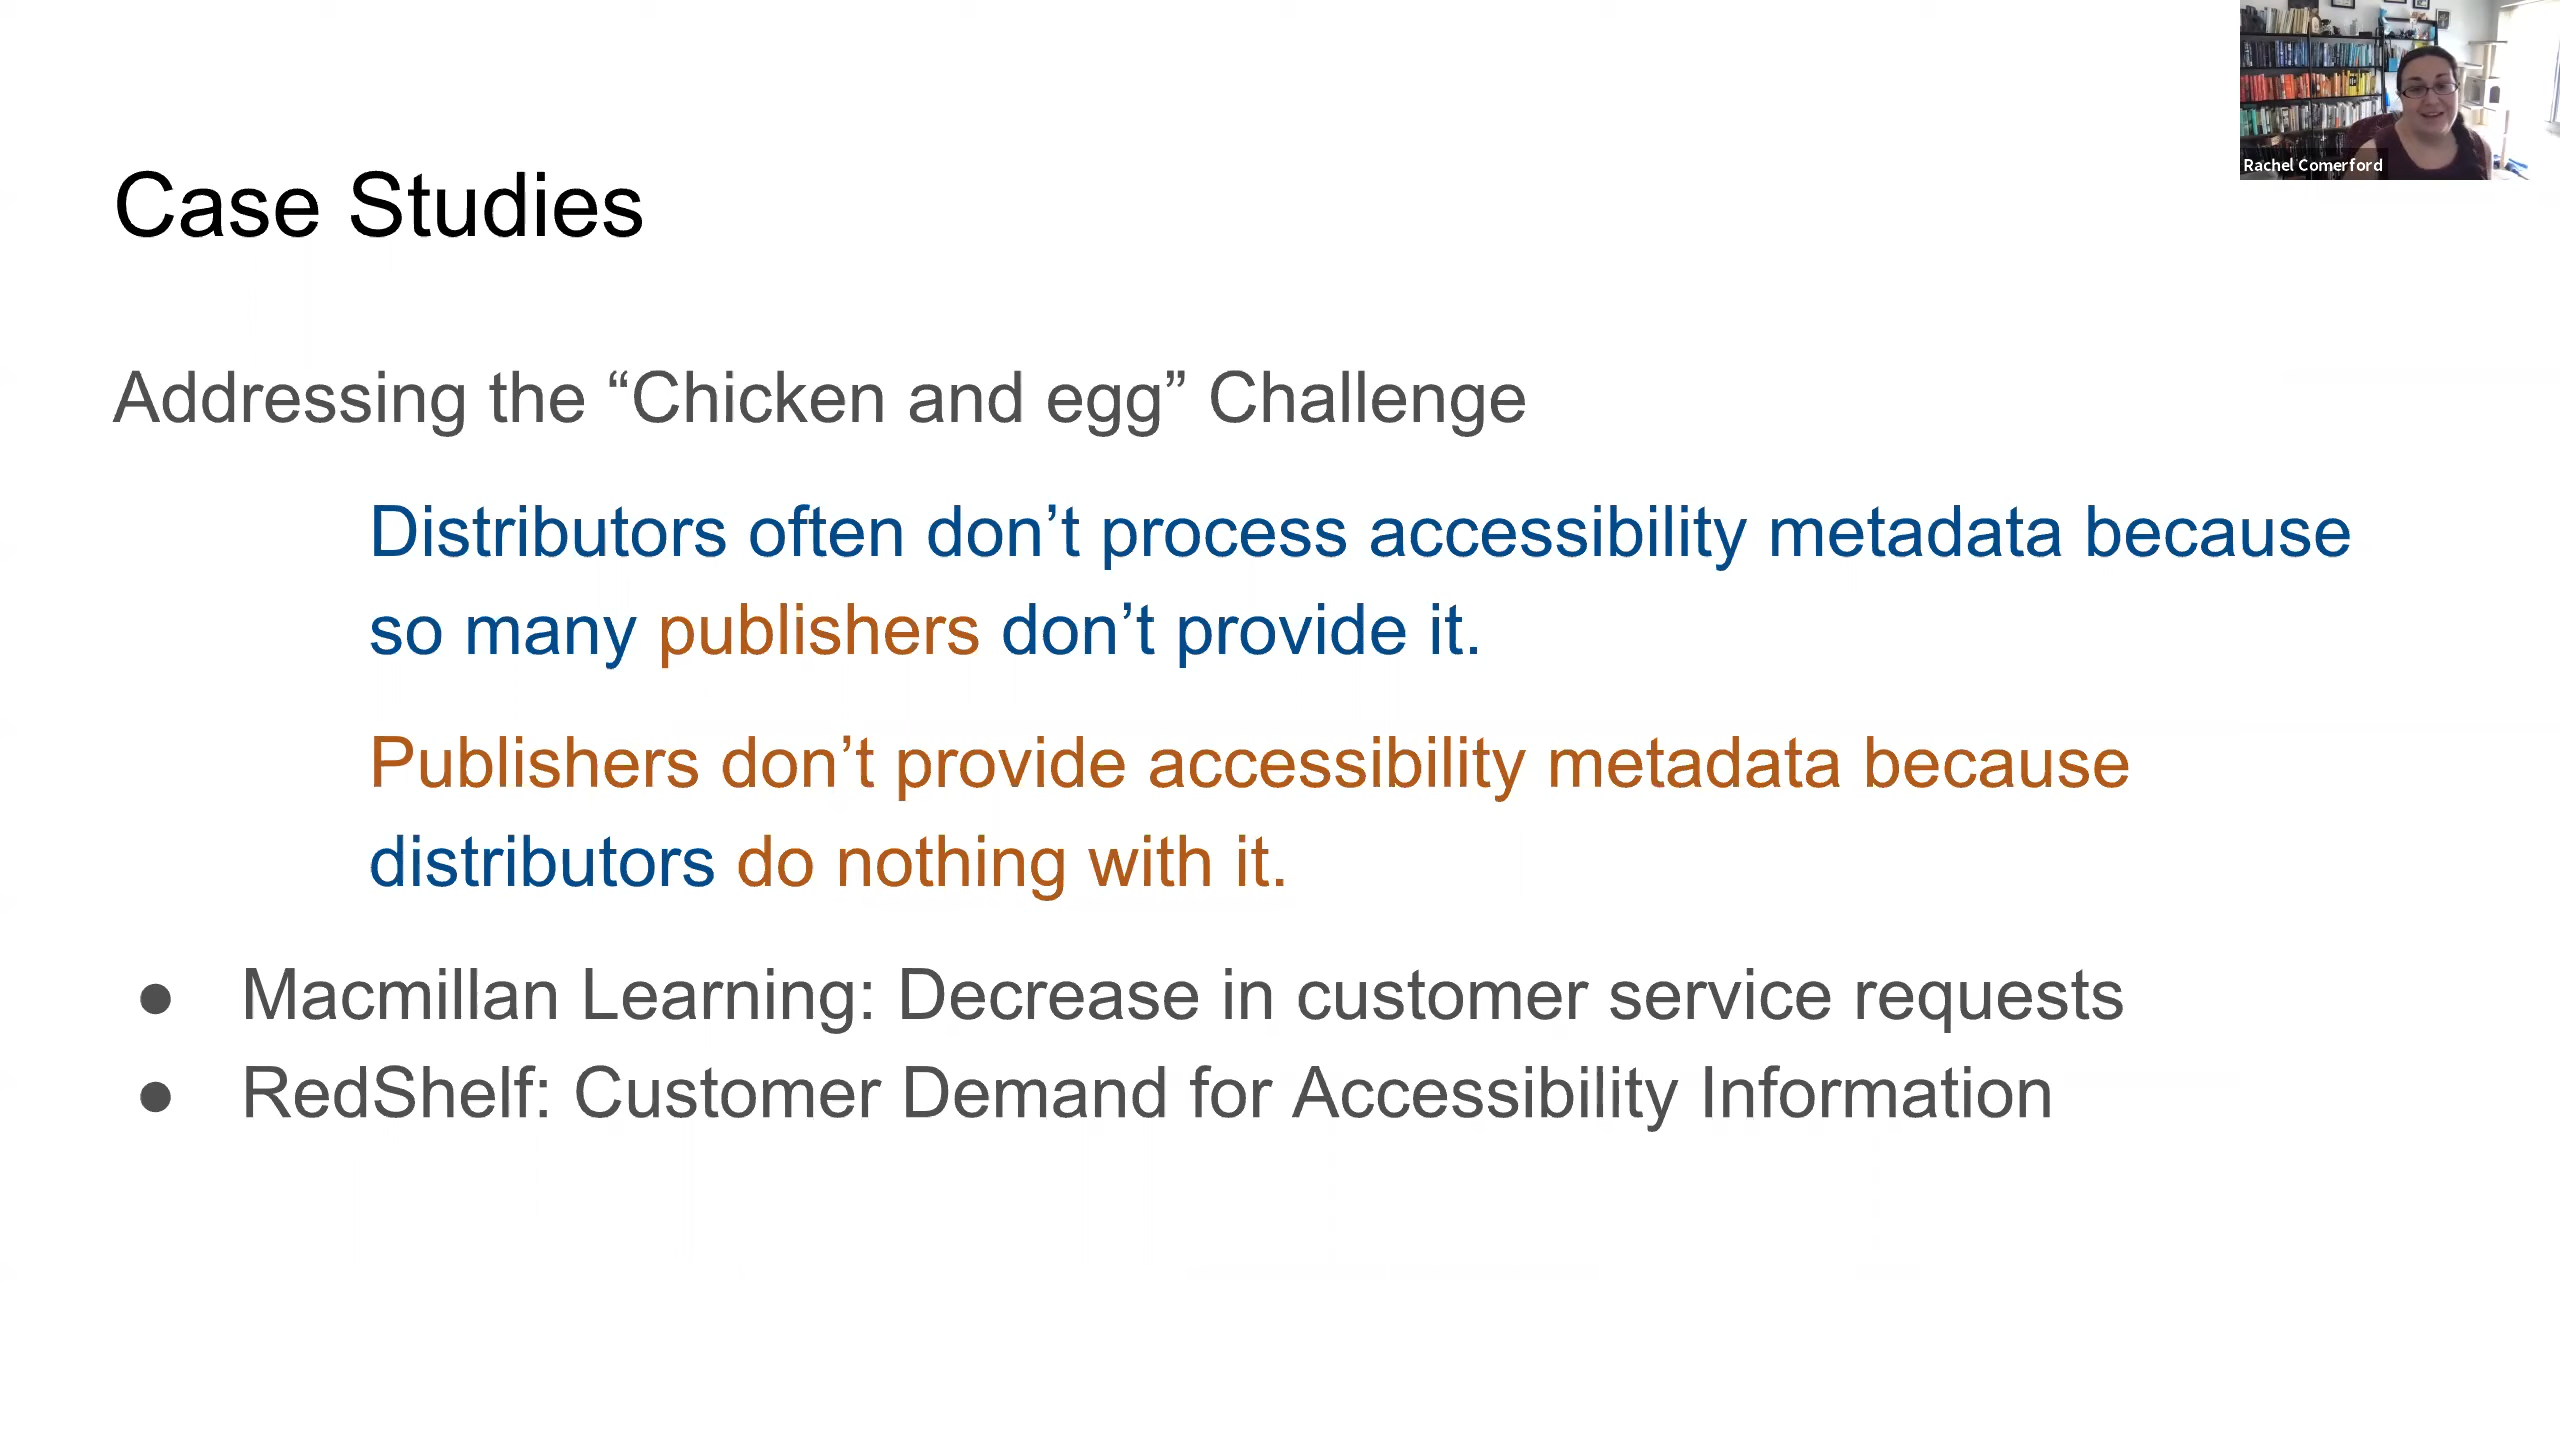 Rachel Comerford
Case Studies
Addressing the “Chicken and egg” Challenge
Distributors often don’t process accessibility metadata because
so many publishers don’t provide it.
Publishers don’t provide accessibility metadata because
distributors do nothing with it.
● Macmillan Learning: Decrease in customer service requests
● RedShelf: Customer Demand for Accessibility Information